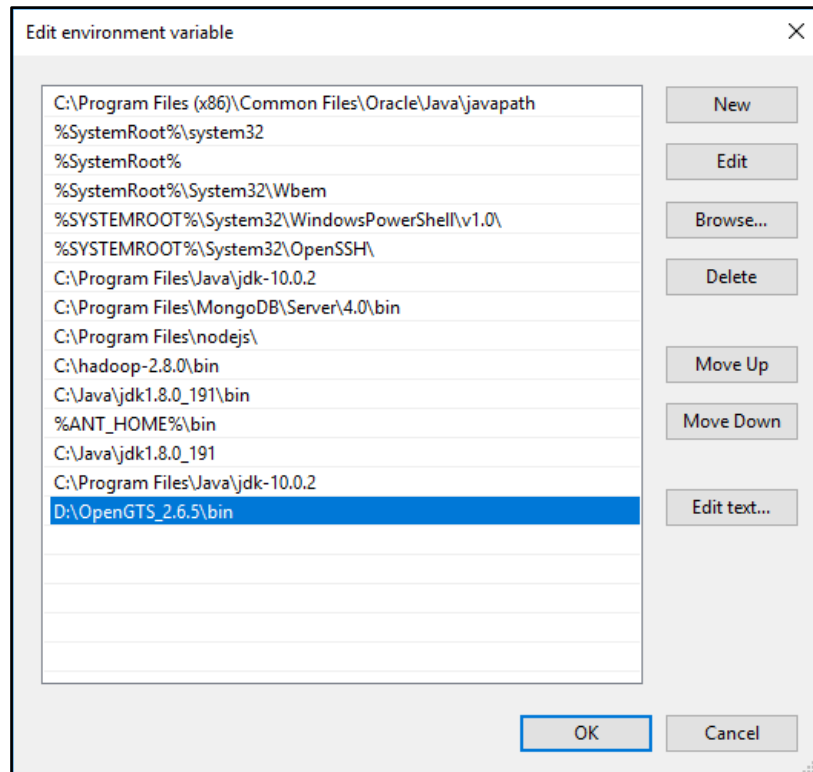 Edit environment variable
C:\Program Files (x86)\Common Files\Oracle\Java\javapath
%SystemRoot%\system32
%SystemRoot%
%SystemRoot%\System32\Wbem
%SYSTEMROOT%\System32\WindowsPowerShell\v1.0\
%SYSTEMROOT%\System32\OpenSSH\
C:\Program Files\Java\jdk-10.0.2
C:\Program Files\MongoDB\Server\4.0\bin
C:\Program Files\nodejs\
C:\hadoop-2.8.0\bin
C:\Java\jdk1.8.0_191\bin
%ANT_HOME%\bin
C:\Java\jdk1.8.0_191
C:\Program Files\Java\jdk-10.0.2
D:\OpenGTS_2.6.5\bin
New
Edit
Browse...
Delete
Move Up
Move Down
Edit text...
OK
Cancel